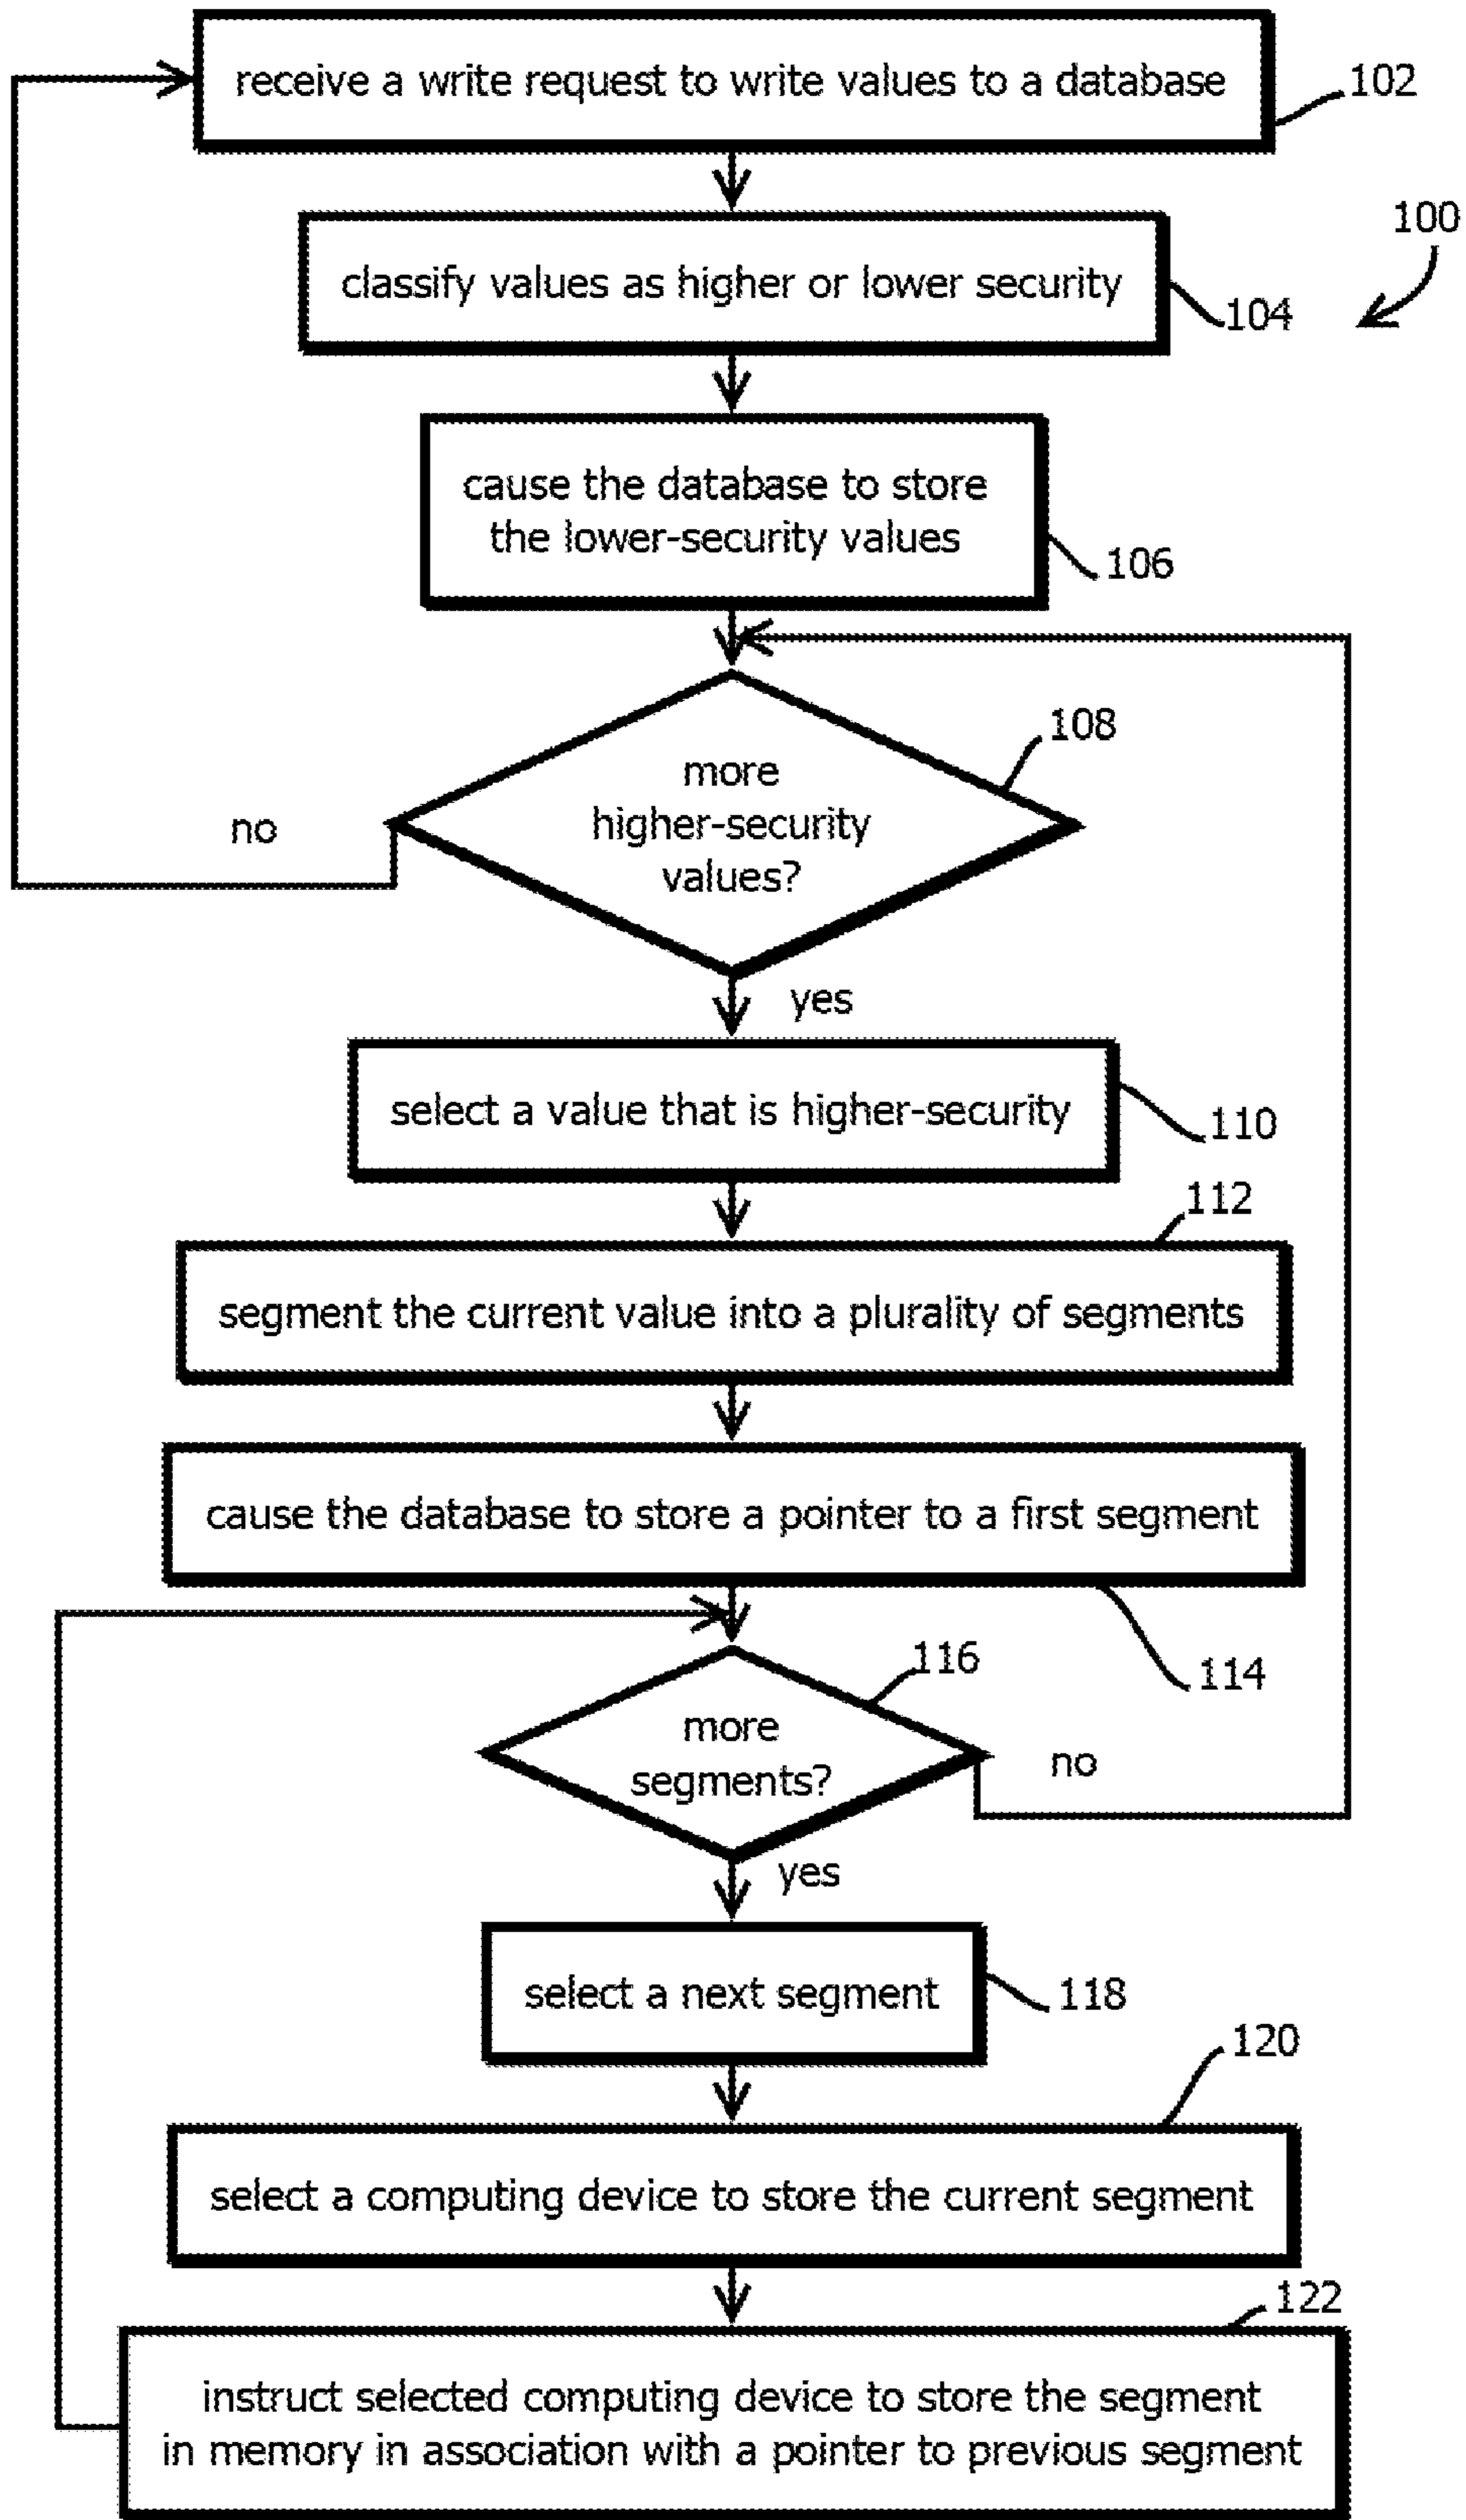 receive a write request to write values to a database
102
100
classify values as higher or lower security
104
cause the database to store
the lower-security values
106
108
more
higher-security
values?
no
yes
select a value that is higher-security
110
112
segment the current value into a plurality of segments
cause the database to store a pointer to a first segment
114
116
more
segments?
no
yes
select a next segment
118
120
select a computing device to store the current segment
122
instruct selected computing device to store the segment
in memory in association with a pointer to previous segment